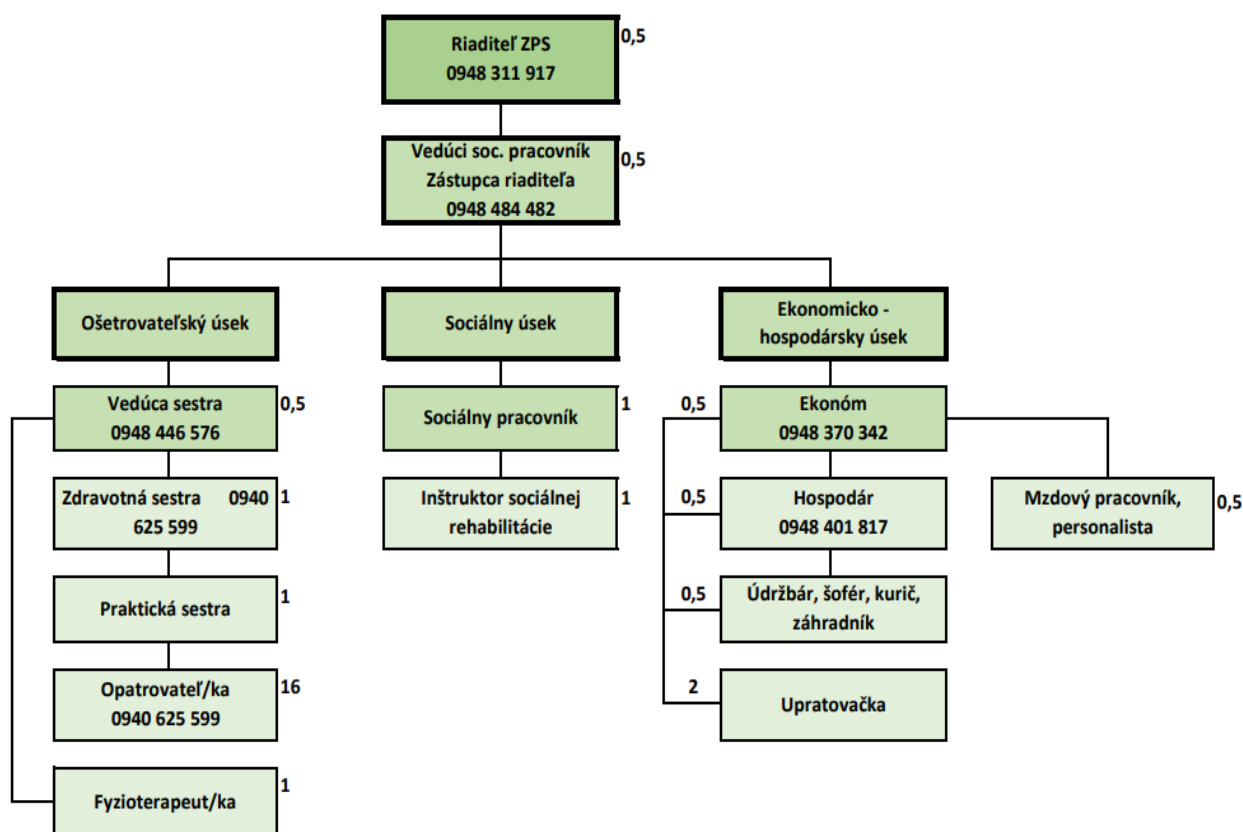 Riaditeľ ZPS
0948 311 917
0,5
Vedúci soc. pracovník
Zástupca riaditeľa
0948 484 482
0,5
Ošetrovateľský úsek
Vedúca sestra
0948 446 576
0,5
Zdravotná sestra 0940
625 599
1
Praktická sestra
1
Opatrovateľ/ka
0940 625 599
16
Fyzioterapeut/ka
1
Sociálny úsek
Sociálny pracovník
1
Inštruktor sociálnej
rehabilitácie
1
Ekonomicko -
hospodársky úsek
0,5
Ekonóm
0948 370 342
0,5
Hospodár
0948 401 817
Mzdový pracovník,
personalista
0,5
0,5
Údržbár, šofér, kurič,
záhradník
2
Upratovačka